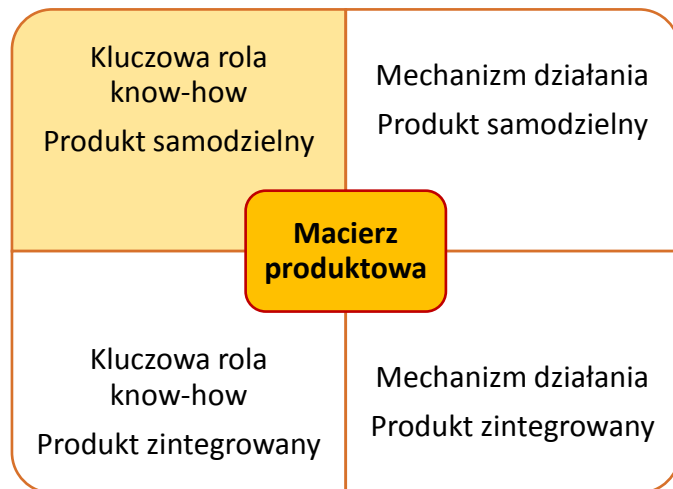 Kluczowa rola
know-how
Produkt samodzielny
Mechanizm działania
Produkt samodzielny
Macierz
produktowa
Kluczowa rola
know-how
Produkt zintegrowany
Mechanizm działania
Produkt zintegrowany